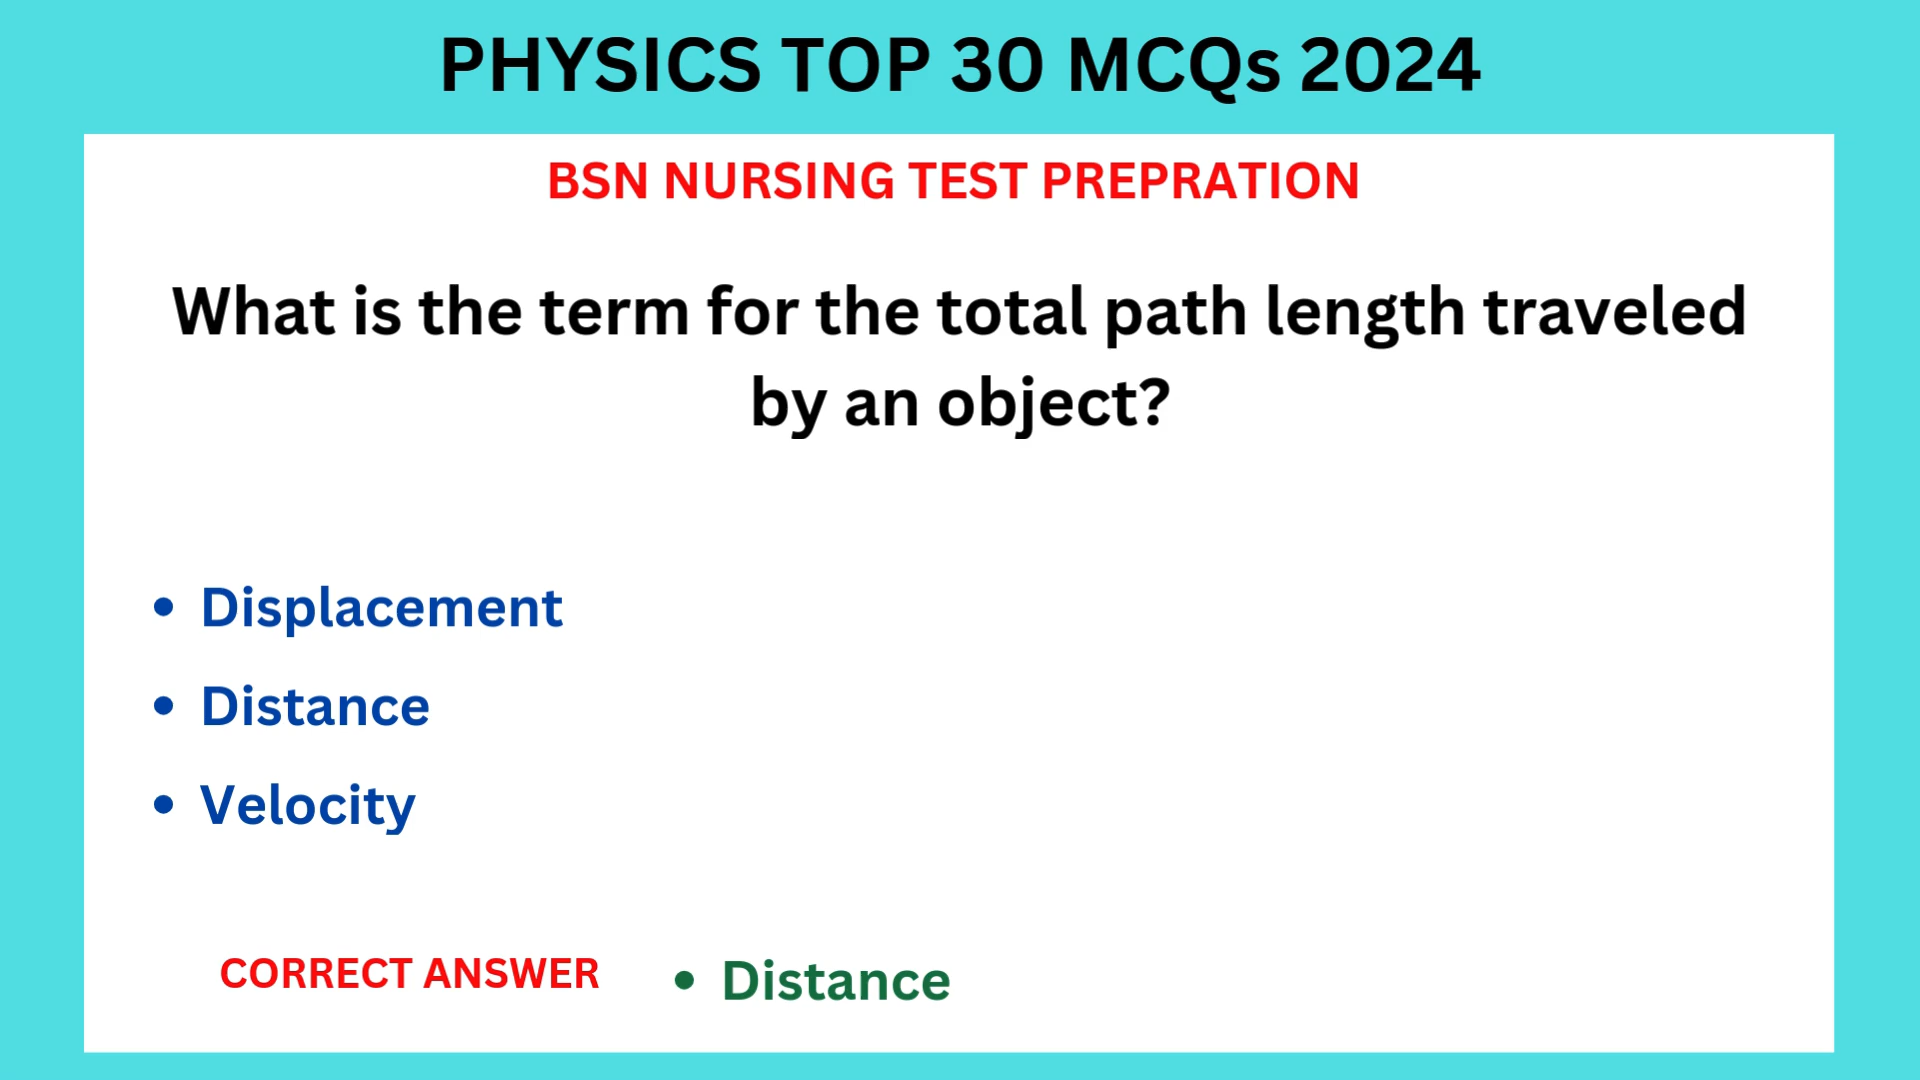 PHYSICS TOP 30 MCQs 2024
BSN NURSING TEST PREPRATION
What is the term for the total path length traveled
by an object?
• Displacement
• Distance
• Velocity
CORRECT ANSWER
• Distance